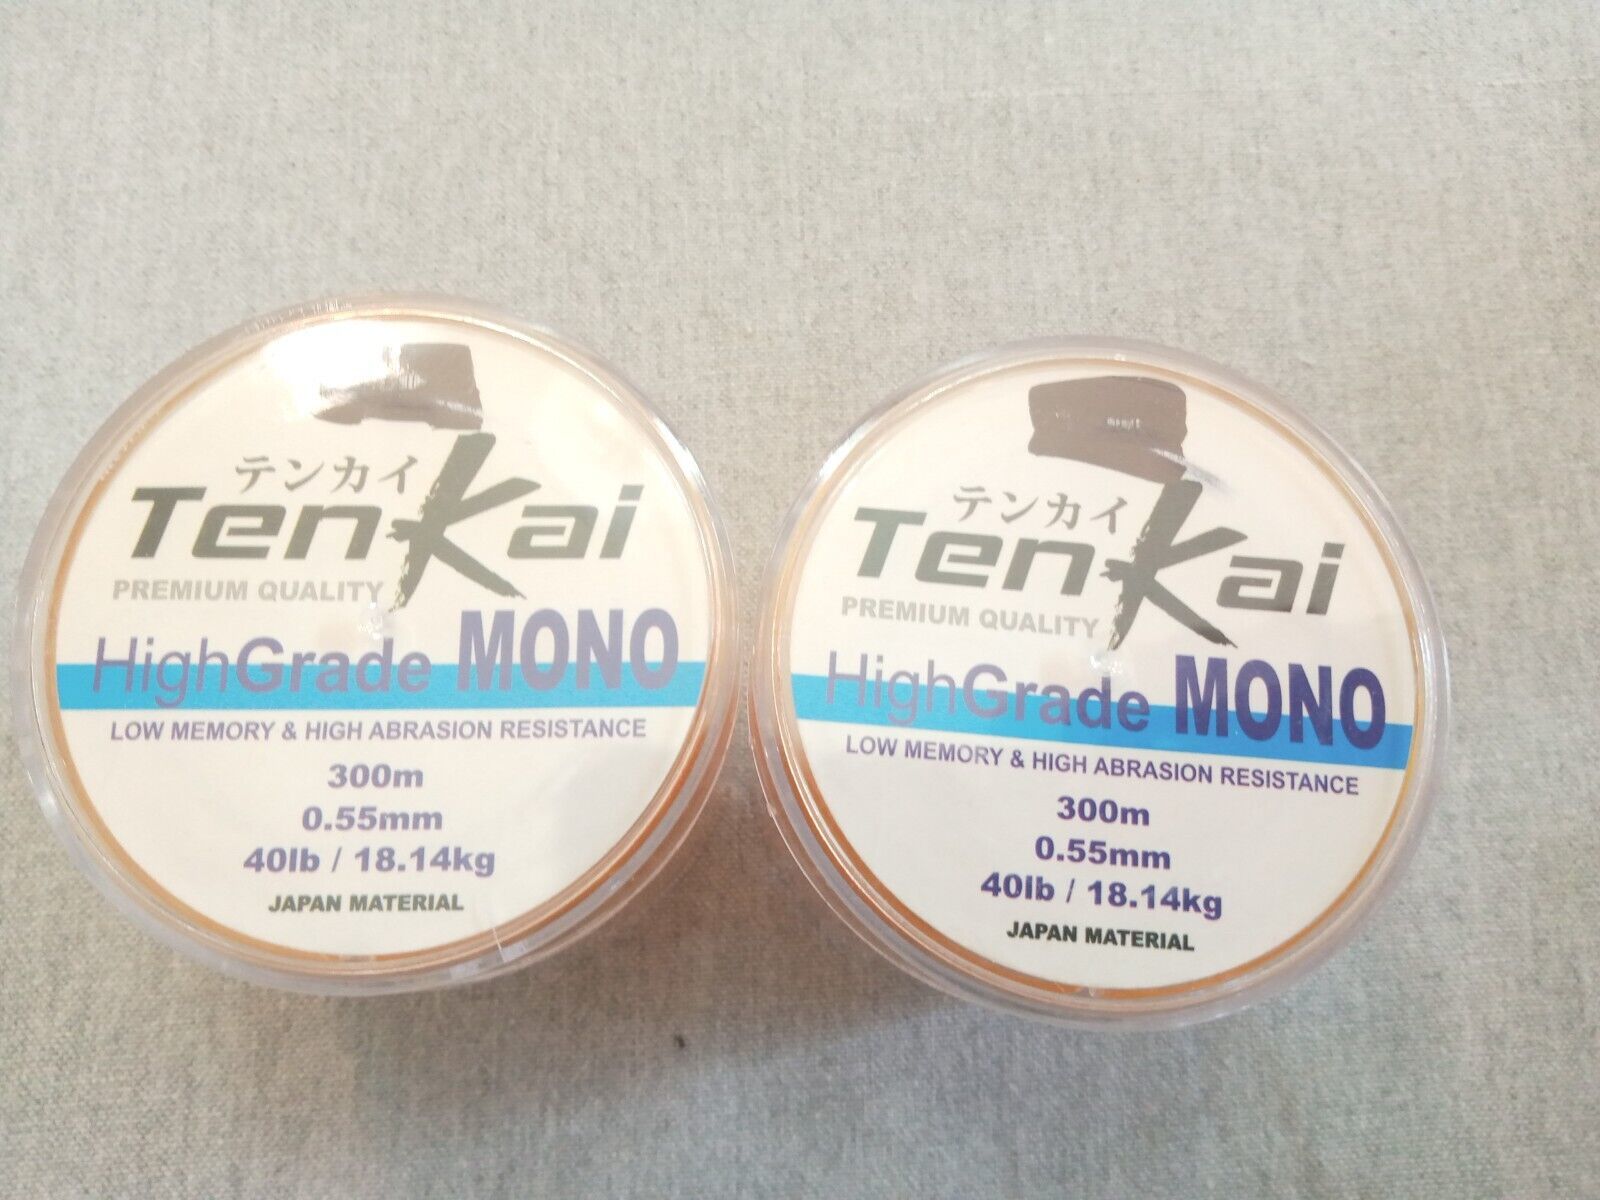 テンカイ
TenKai
PREMIUM QUALITY
HighGrade MONO
LOW MEMORY & HIGH ABRASION RESISTANCE
300m
0.55mm
40lb / 18.14kg
JAPAN MATERIAL
テンカイ
TenKai
PREMIUM QUALITY
HighGrade MONO
LOW MEMORY & HIGH ABRASION RESISTANCE
300m
0.55mm
40lb / 18.14kg
JAPAN MATERIAL